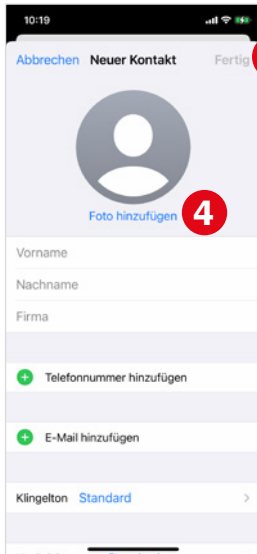 10:19
Abbrechen Neuer Kontakt Fertig
Foto hinzufügen 4
Vorname
Nachname
Firma
Telefonnummer hinzufügen
E-Mail hinzufügen
Klingelton Standard